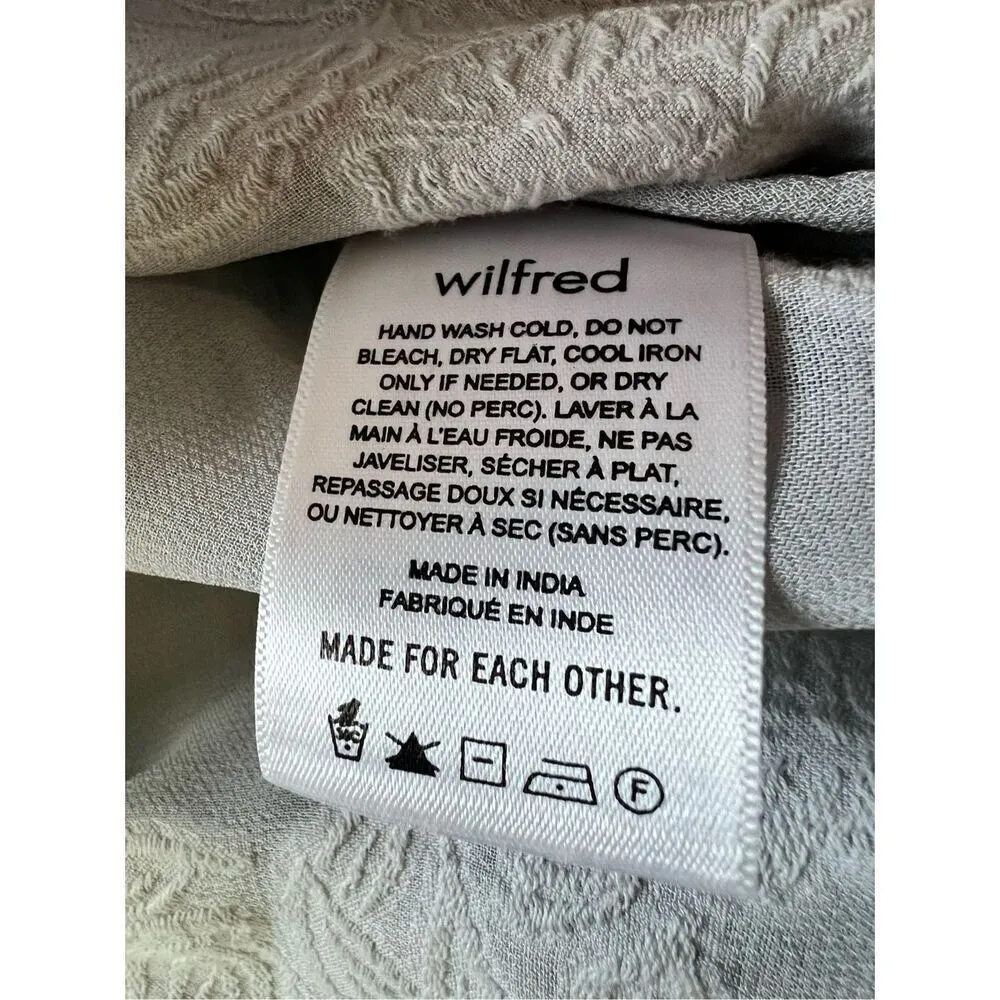 wilfred
HAND WASH COLD, DO NOT
BLEACH, DRY FLAT, COOL IRON
ONLY IF NEEDED, OR DRY
CLEAN (NO PERC). LAVER À LA
MAIN À L'EAU FROIDE, NE PAS
JAVELISER, SÉCHER À PLAT,
REPASSAGE DOUX SI NÉCESSAIRE,
OU NETTOYER À SEC (SANS PERC).
MADE IN INDIA
FABRIQUÉ EN INDE
MADE FOR EACH OTHER.
30C F